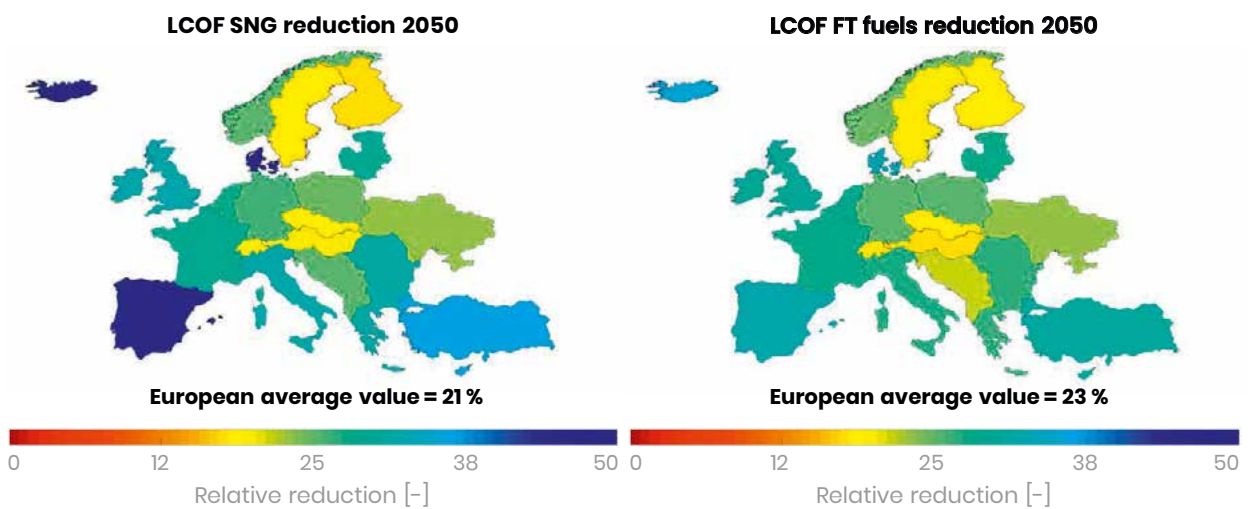 LCOF SNG reduction 2050
European average value = 21 %
0 12 25 38 50
Relative reduction [-]
LCOF FT fuels reduction 2050
European average value = 23 %
0 12 25 38 50
Relative reduction [-]